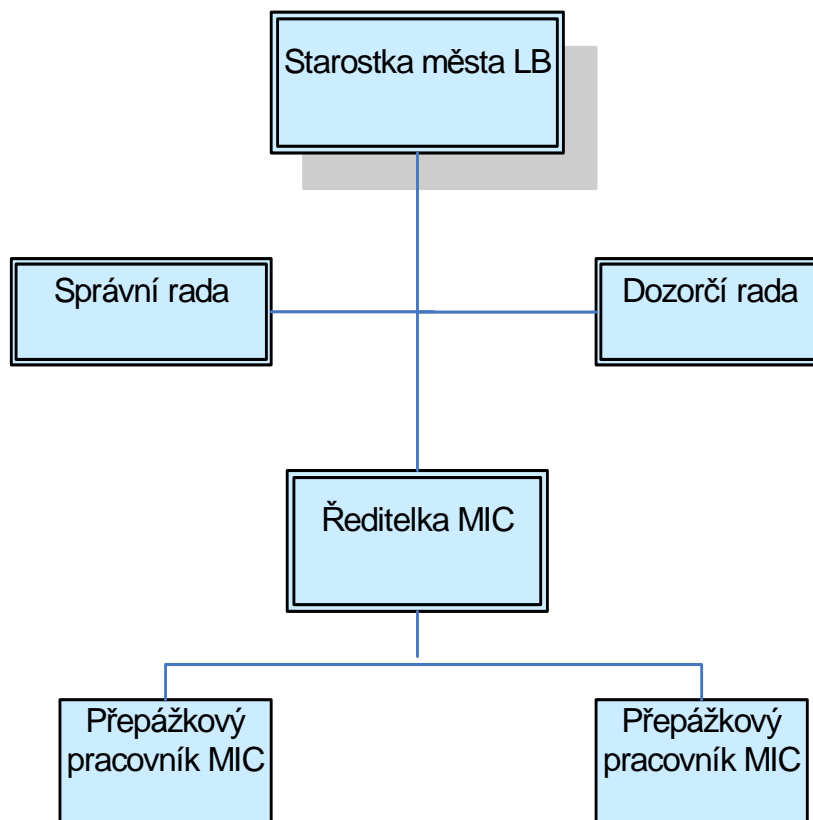 Starostka města LB
Správní rada
Dozorčí rada
Ředitelka MIC
Přepážkový
pracovník MIC
Přepážkový
pracovník MIC